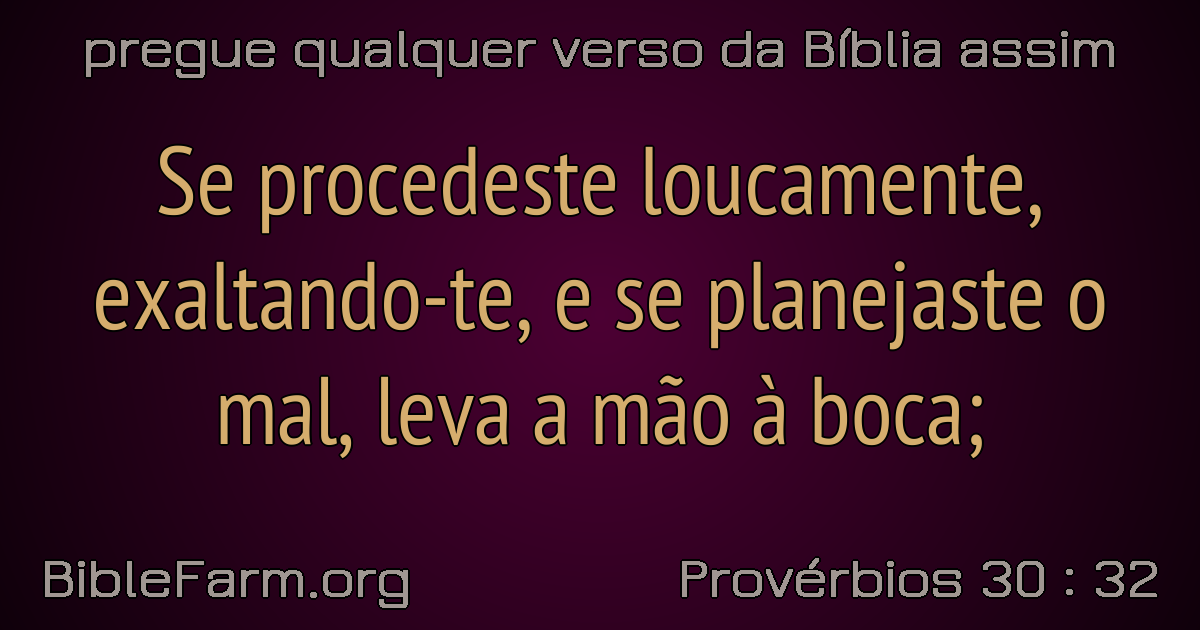 pregue qualquer verso da Bíblia assim
Se procedeste loucamente,
exaltando-te, e se planejaste o
mal, leva a mão à boca;
BibleFarm.org
Provérbios 30 : 32